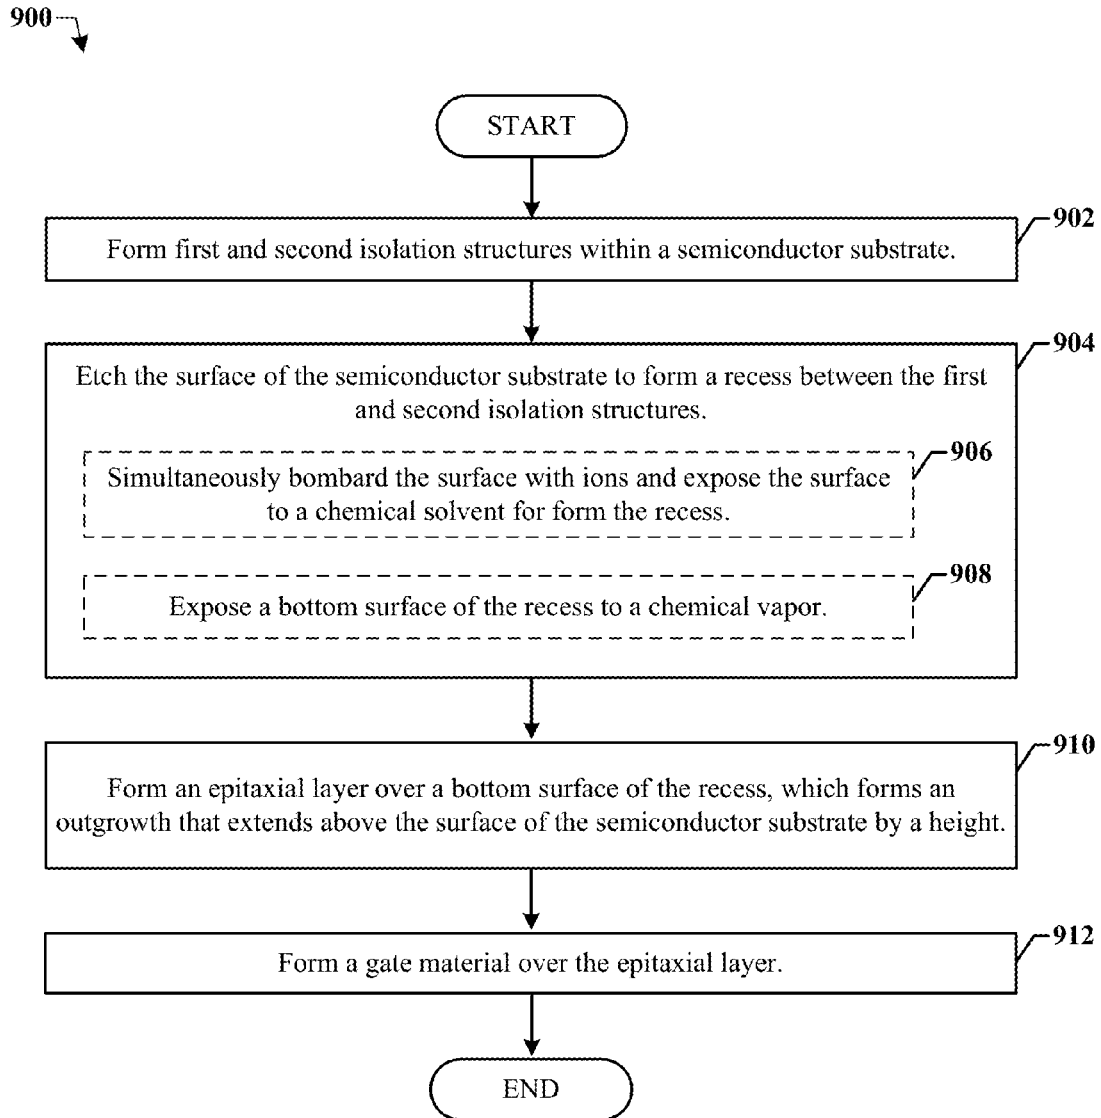 900
START
902
Form first and second isolation structures within a semiconductor substrate.
904
Etch the surface of the semiconductor substrate to form a recess between the first
and second isolation structures.
906
Simultaneously bombard the surface with ions and expose the surface
to a chemical solvent for form the recess.
908
Expose a bottom surface of the recess to a chemical vapor.
910
Form an epitaxial layer over a bottom surface of the recess, which forms an
outgrowth that extends above the surface of the semiconductor substrate by a height.
912
Form a gate material over the epitaxial layer.
END